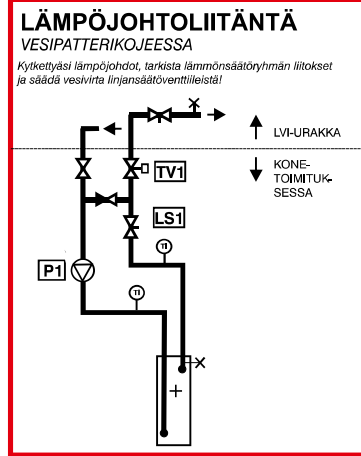 LÄMPÖJOHTOLIITÄNTÄ
VESIPATTERIKOJEESSA
Kytkettyäsi lämpöjohdot, tarkista lämmönsäätöryhmän liitokset
ja säädä vesivirta linjansäätöventtiileistä!
LVI-URAKKA
TV1
KONE-
TOIMITUK-
SESSA
LS1
TI
P1
TI